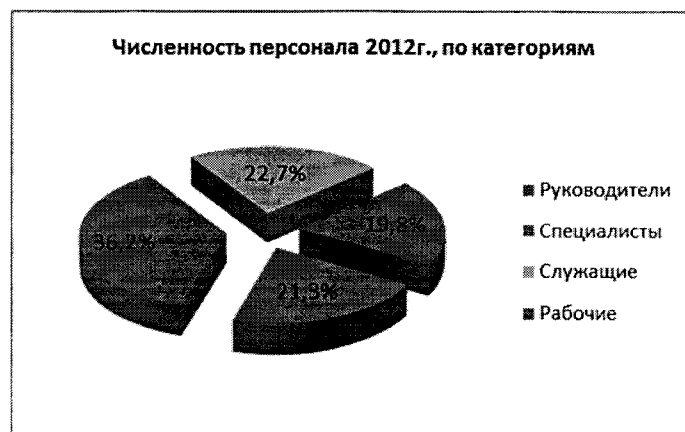 Численность персонала 2012г., по категориям
22,7%
19,8%
36,2%
21,3%
Руководители
Специалисты
Служащие
Рабочие